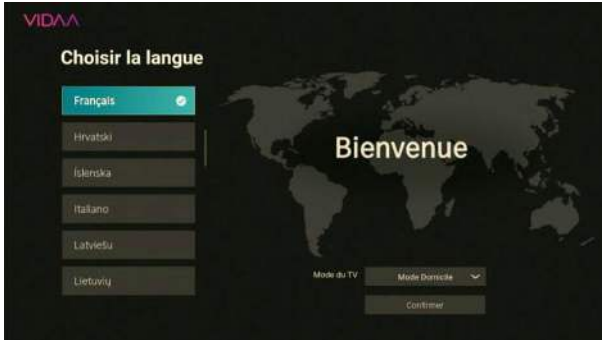 VIDAA
Choisir la langue
Français
Hrvatski
Íslenska
Italiano
Latviešu
Lietuvių
Bienvenue
Mode du TV
Mode Domicile
Confirmer